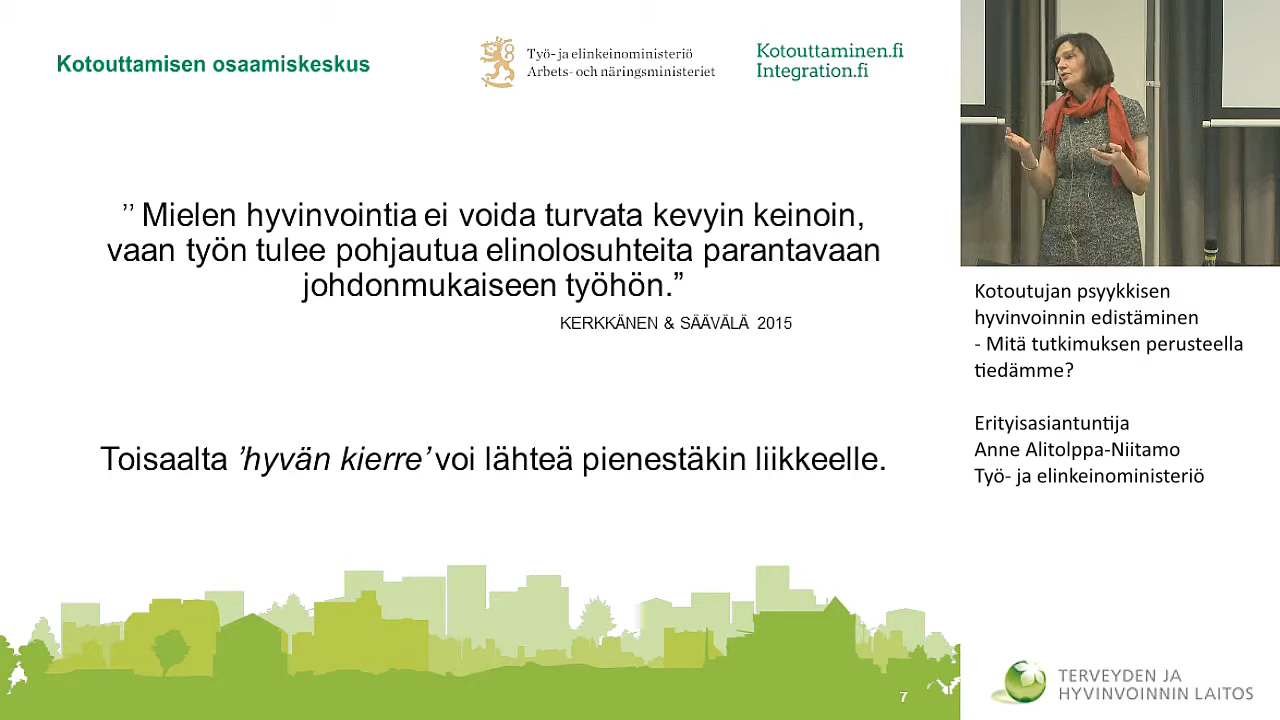 Kotouttamisen osaamiskeskus
Työ- ja elinkeinoministeriö
Arbets- och näringsministeriet
Kotouttaminen.fi
Integration.fi
’’ Mielen hyvinvointia ei voida turvata kevyin keinoin,
vaan työn tulee pohjautua elinolosuhteita parantavaan
johdonmukaiseen työhön.”
KERKKÄNEN & SÄÄVÄLÄ 2015
Toisaalta ’hyvän kierre’ voi lähteä pienestäkin liikkeelle.
7
Kotoutujan psyykkisen
hyvinvoinnin edistäminen
- Mitä tutkimuksen perusteella
tiedämme?
Erityisasiantuntija
Anne Alitolppa-Niitamo
Työ- ja elinkeinoministeriö
TERVEYDEN JA
HYVINVOINNIN LAITOS